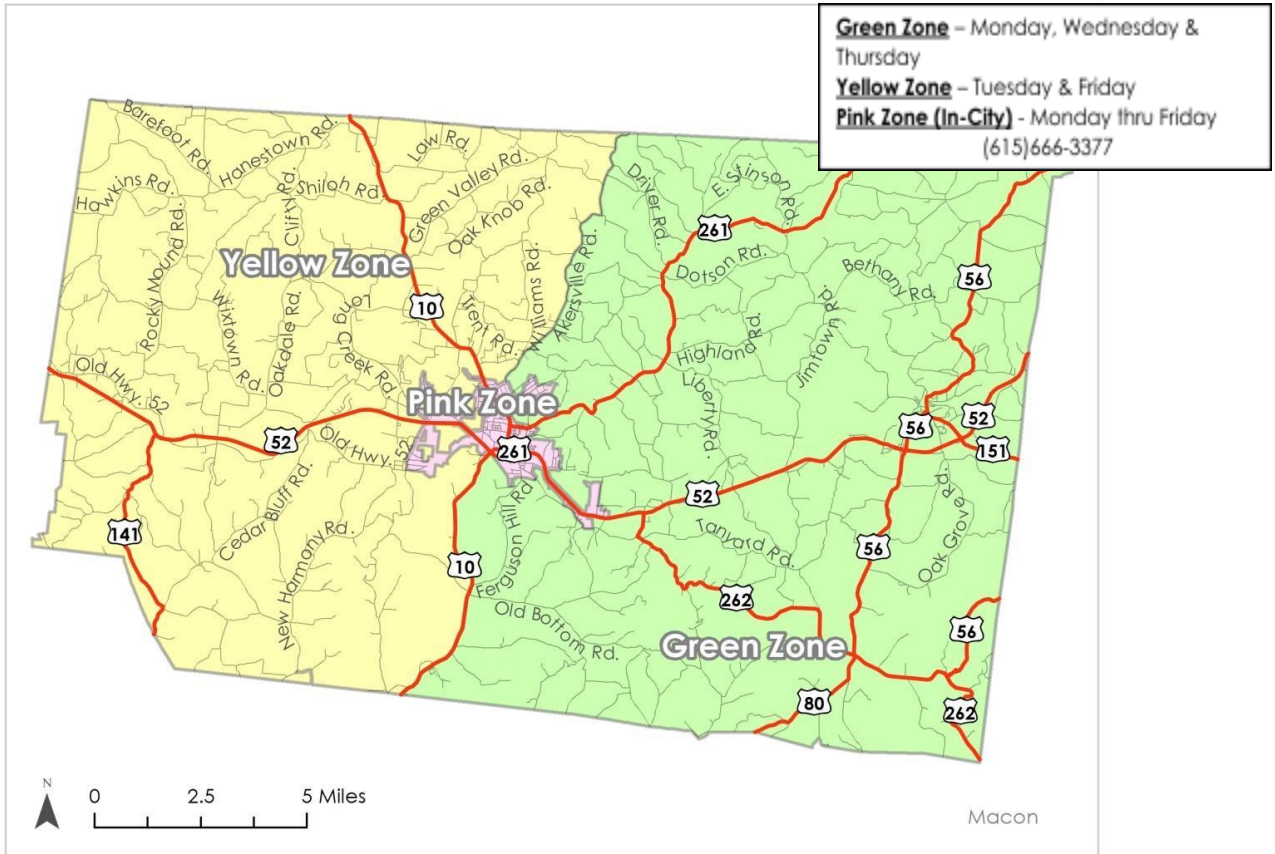 Green Zone – Monday, Wednesday &
Thursday
Yellow Zone – Tuesday & Friday
Pink Zone (In-City) - Monday thru Friday
(615)666-3377
Barefoot Rd.
Hanestown Rd.
Law Rd.
Green Valley Rd.
Hawkins Rd.
Shiloh Rd.
Oak Knob Rd.
Clifty Rd.
Rocky Mound Rd.
Yellow Zone
Driver Rd.
E. Stinson Rd.
261
Dotson Rd.
Bethany Rd.
56
Akersville Rd.
Williams Rd.
10
Trent Rd.
Long Creek Rd.
Wixtown Rd.
Oakdale Rd.
Highland Rd.
Jimtown Rd.
Liberty Rd.
Old Hwy. 52
Pink Zone
52
Old Hwy. 52
261
56
52
151
52
Cedar Bluff Rd.
New Harmany Rd.
141
10
Ferguson Hill Rd.
Tanyard Rd.
56
Oak Grove Rd.
262
Old Bottom Rd.
Green Zone
56
80
262
N
0 2.5 5 Miles
Macon